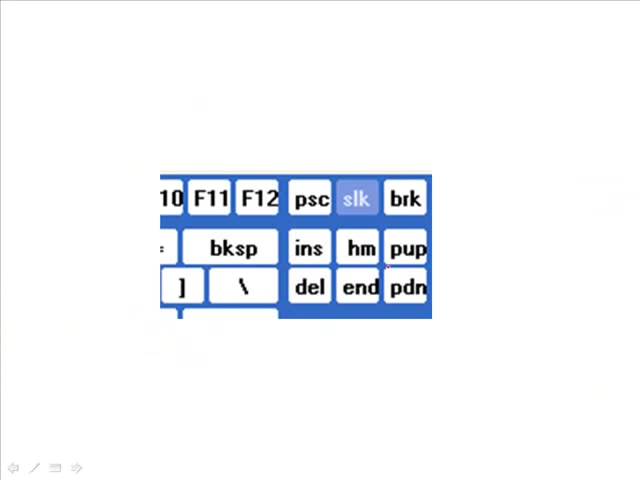 10 F11 F12 psc slk brk
= bksp ins hm pup
] \ del end pdn